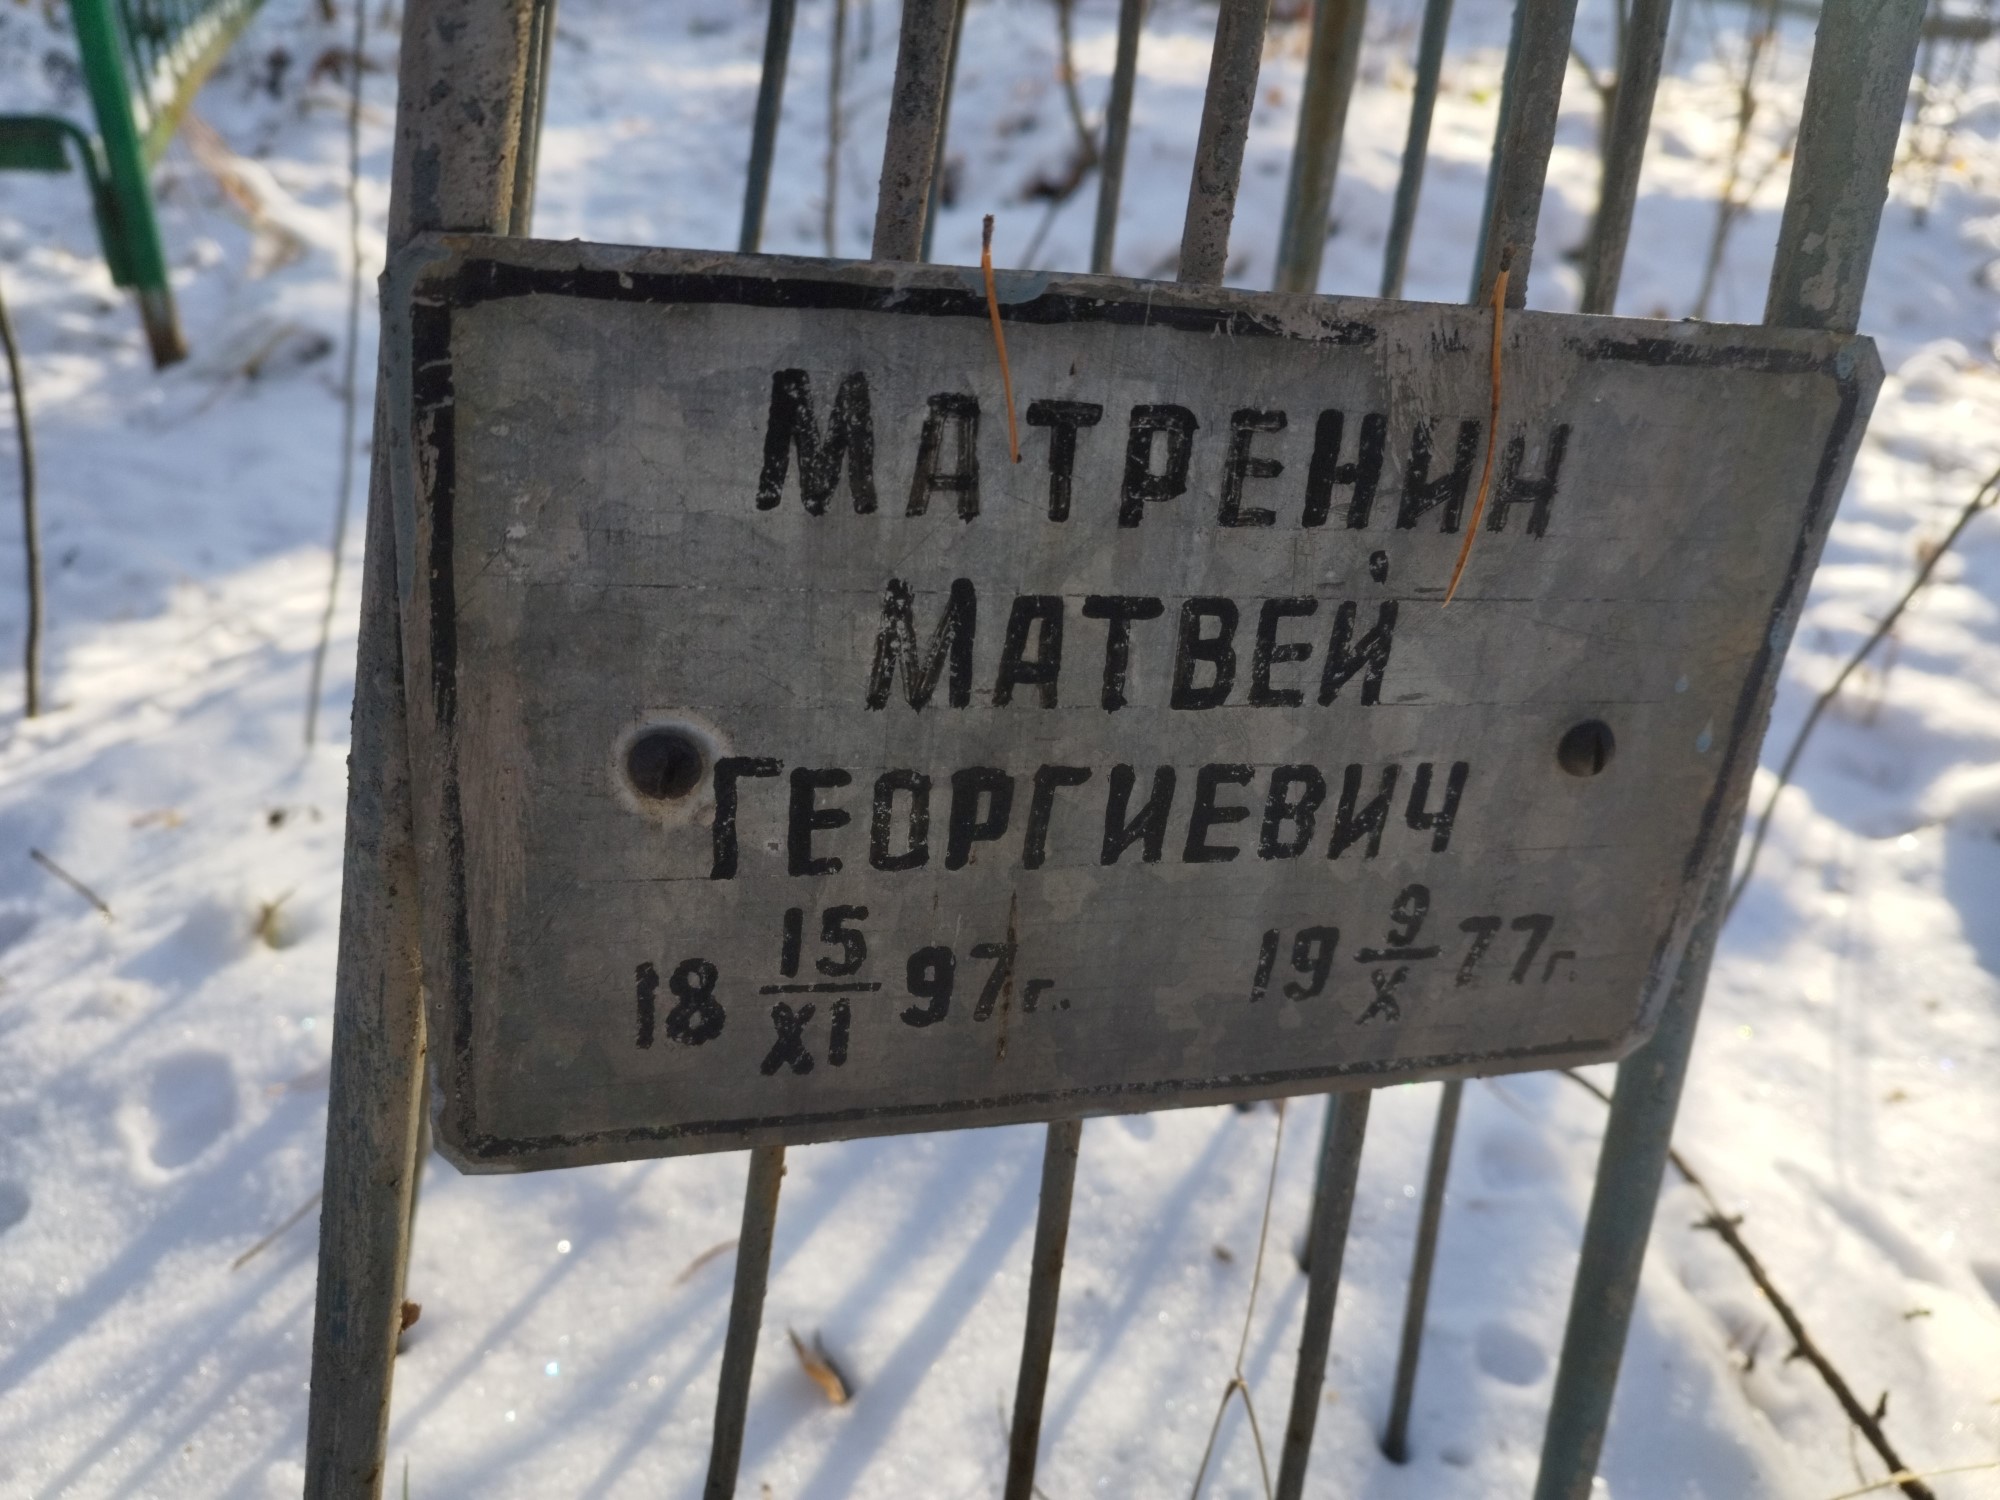 МАТРЕНИН
МАТВЕЙ
ГЕОРГИЕВИЧ
18 15/XI 97г. 19 9/X 77г.